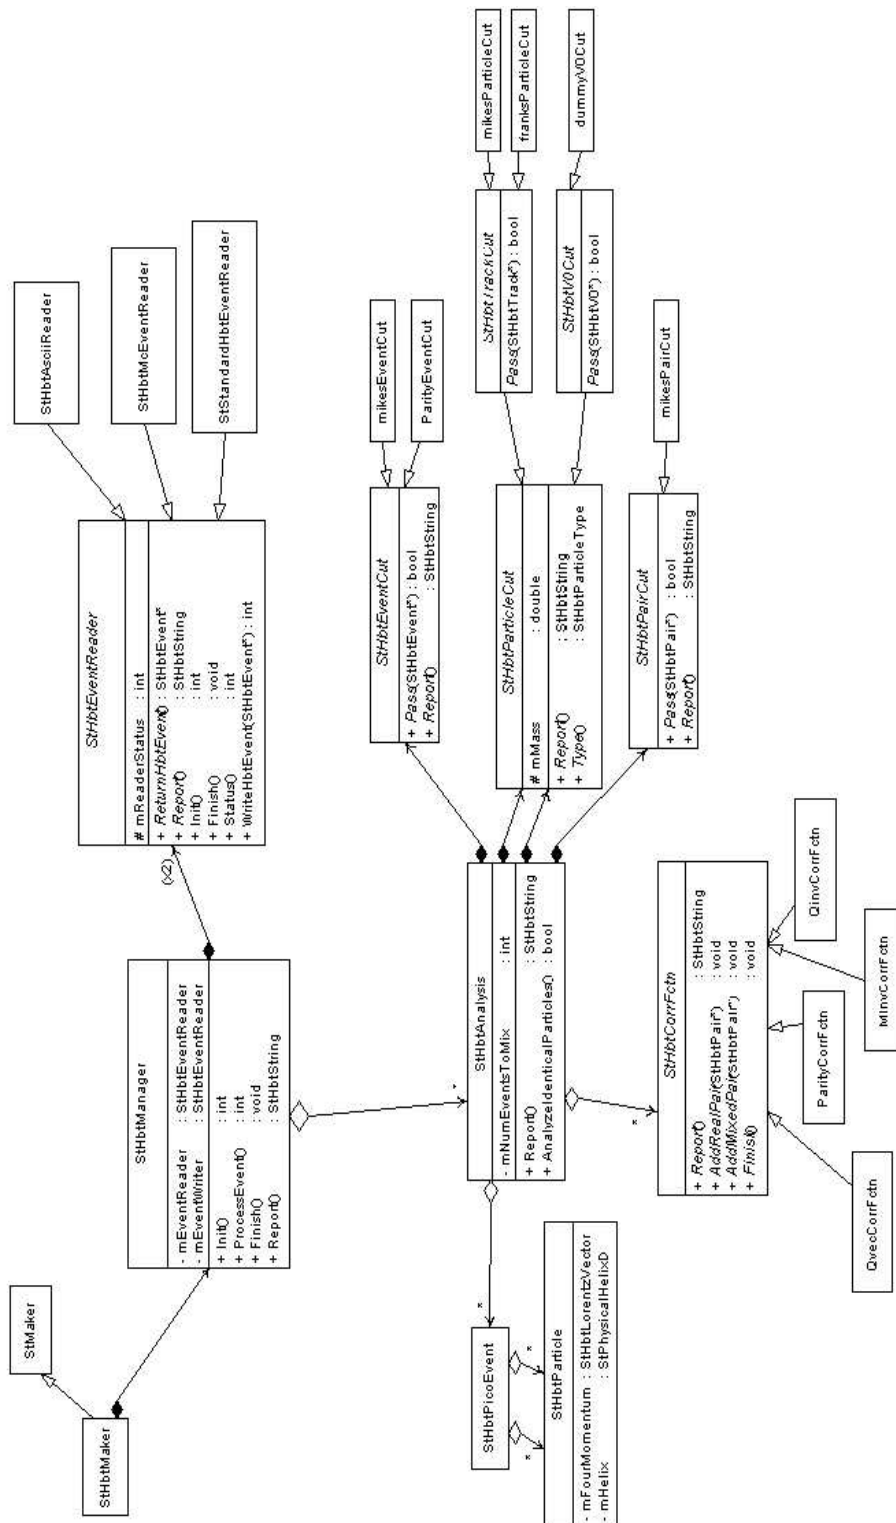 StHbtMaker
StMaker
StHbtManager
- mEventReader : StHbtEventReader
- mEventWriter : StHbtEventReader
+ Init() : int
+ ProcessEvent() : int
+ Finish() : void
+ Report() : StHbtString
(x2)
StHbtEventReader
# mReaderStatus : int
+ ReturnHbtEvent() : StHbtEvent*
+ Report() : StHbtString
+ Init() : int
+ Finish() : void
+ Status() : int
+ WriteHbtEvent(StHbtEvent*) : int
StHbtAsciiReader
StHbtMcEventReader
StStandardHbtEventReader
*
StHbtAnalysis
- mNumEventsToMix : int
+ Report() : StHbtString
+ AnalyzeIdenticalParticles() : bool
StHbtEventCut
+ Pass(StHbtEvent*) : bool
+ Report() : StHbtString
mikesEventCut
ParityEventCut
StHbtParticleCut
# mMass : double
+ Report() : StHbtString
+ Type() : StHbtParticleType
StHbtTrackCut
Pass(StHbtTrack*) : bool
mikesParticleCut
franksParticleCut
StHbtV0Cut
Pass(StHbtV0*) : bool
dummyV0Cut
StHbtPairCut
+ Pass(StHbtPair*) : bool
+ Report() : StHbtString
mikesPairCut
*
StHbtPicoEvent
*
*
StHbtParticle
- mFourMomentum : StHbtLorentzVector
- mHelix : StPhysicalHelixD
*
StHbtCorrFctn
+ Report() : StHbtString
+ AddRealPair(StHbtPair*) : void
+ AddMixedPair(StHbtPair*) : void
+ Finish() : void
QvecCorrFctn
ParityCorrFctn
MinvCorrFctn
QinvCorrFctn